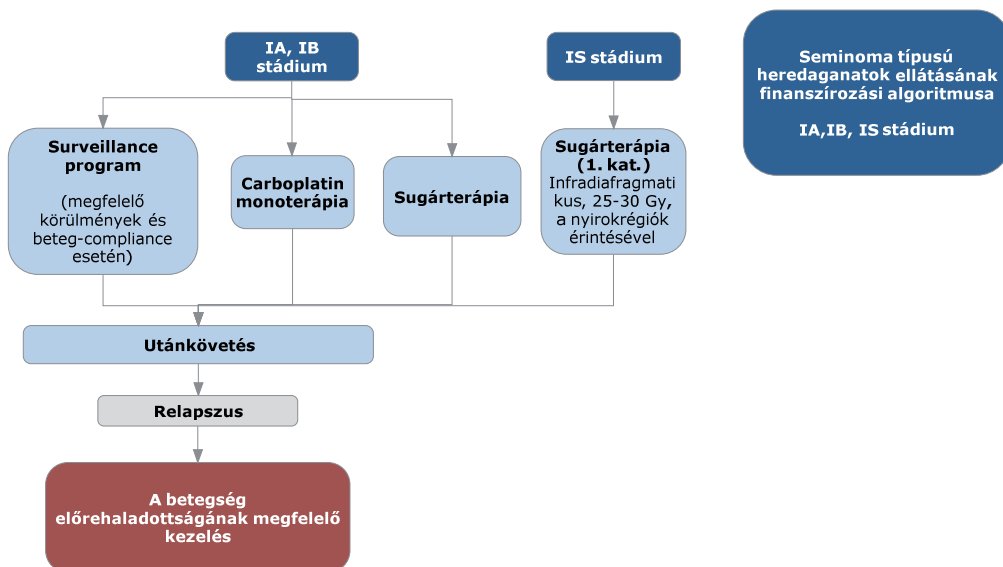 IA, IB
stádium
IS stádium
Seminoma típusú
heredaganatok ellátásának
finanszírozási algoritmusa
IA,IB, IS stádium
Surveillance
program
(megfelelő
körülmények és
beteg-compliance
esetén)
Carboplatin
monoterápia
Sugárterápia
Sugárterápia
(1. kat.)
Infradiafragmati
kus, 25-30 Gy,
a nyirokrégiók
érintésével
Utánkövetés
Relapszus
A betegség
előrehaladottságának megfelelő
kezelés